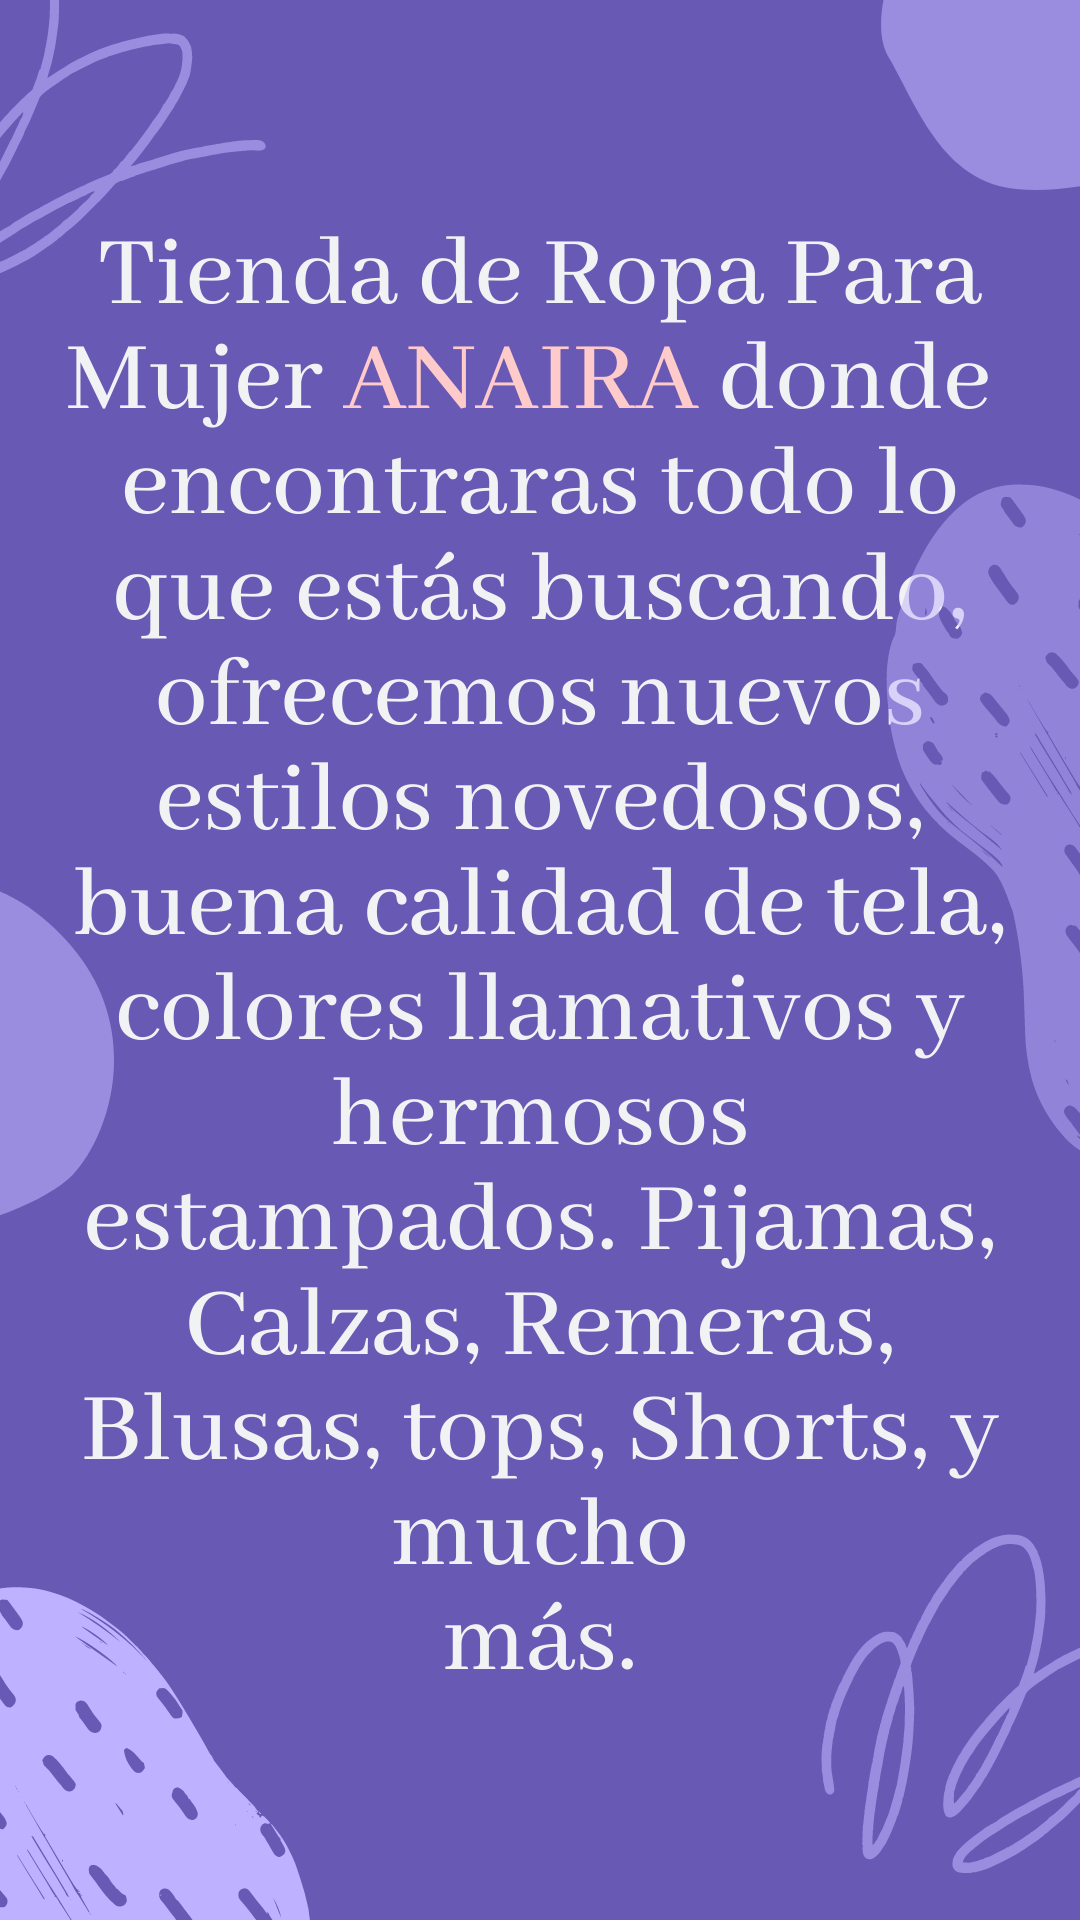 Tienda de Ropa Para
Mujer ANAIRA donde
encontraras todo lo
que estás buscando,
ofrecemos nuevos
estilos novedosos,
buena calidad de tela,
colores llamativos y
hermosos
estampados. Pijamas,
Calzas, Remeras,
Blusas, tops, Shorts, y
mucho
más.